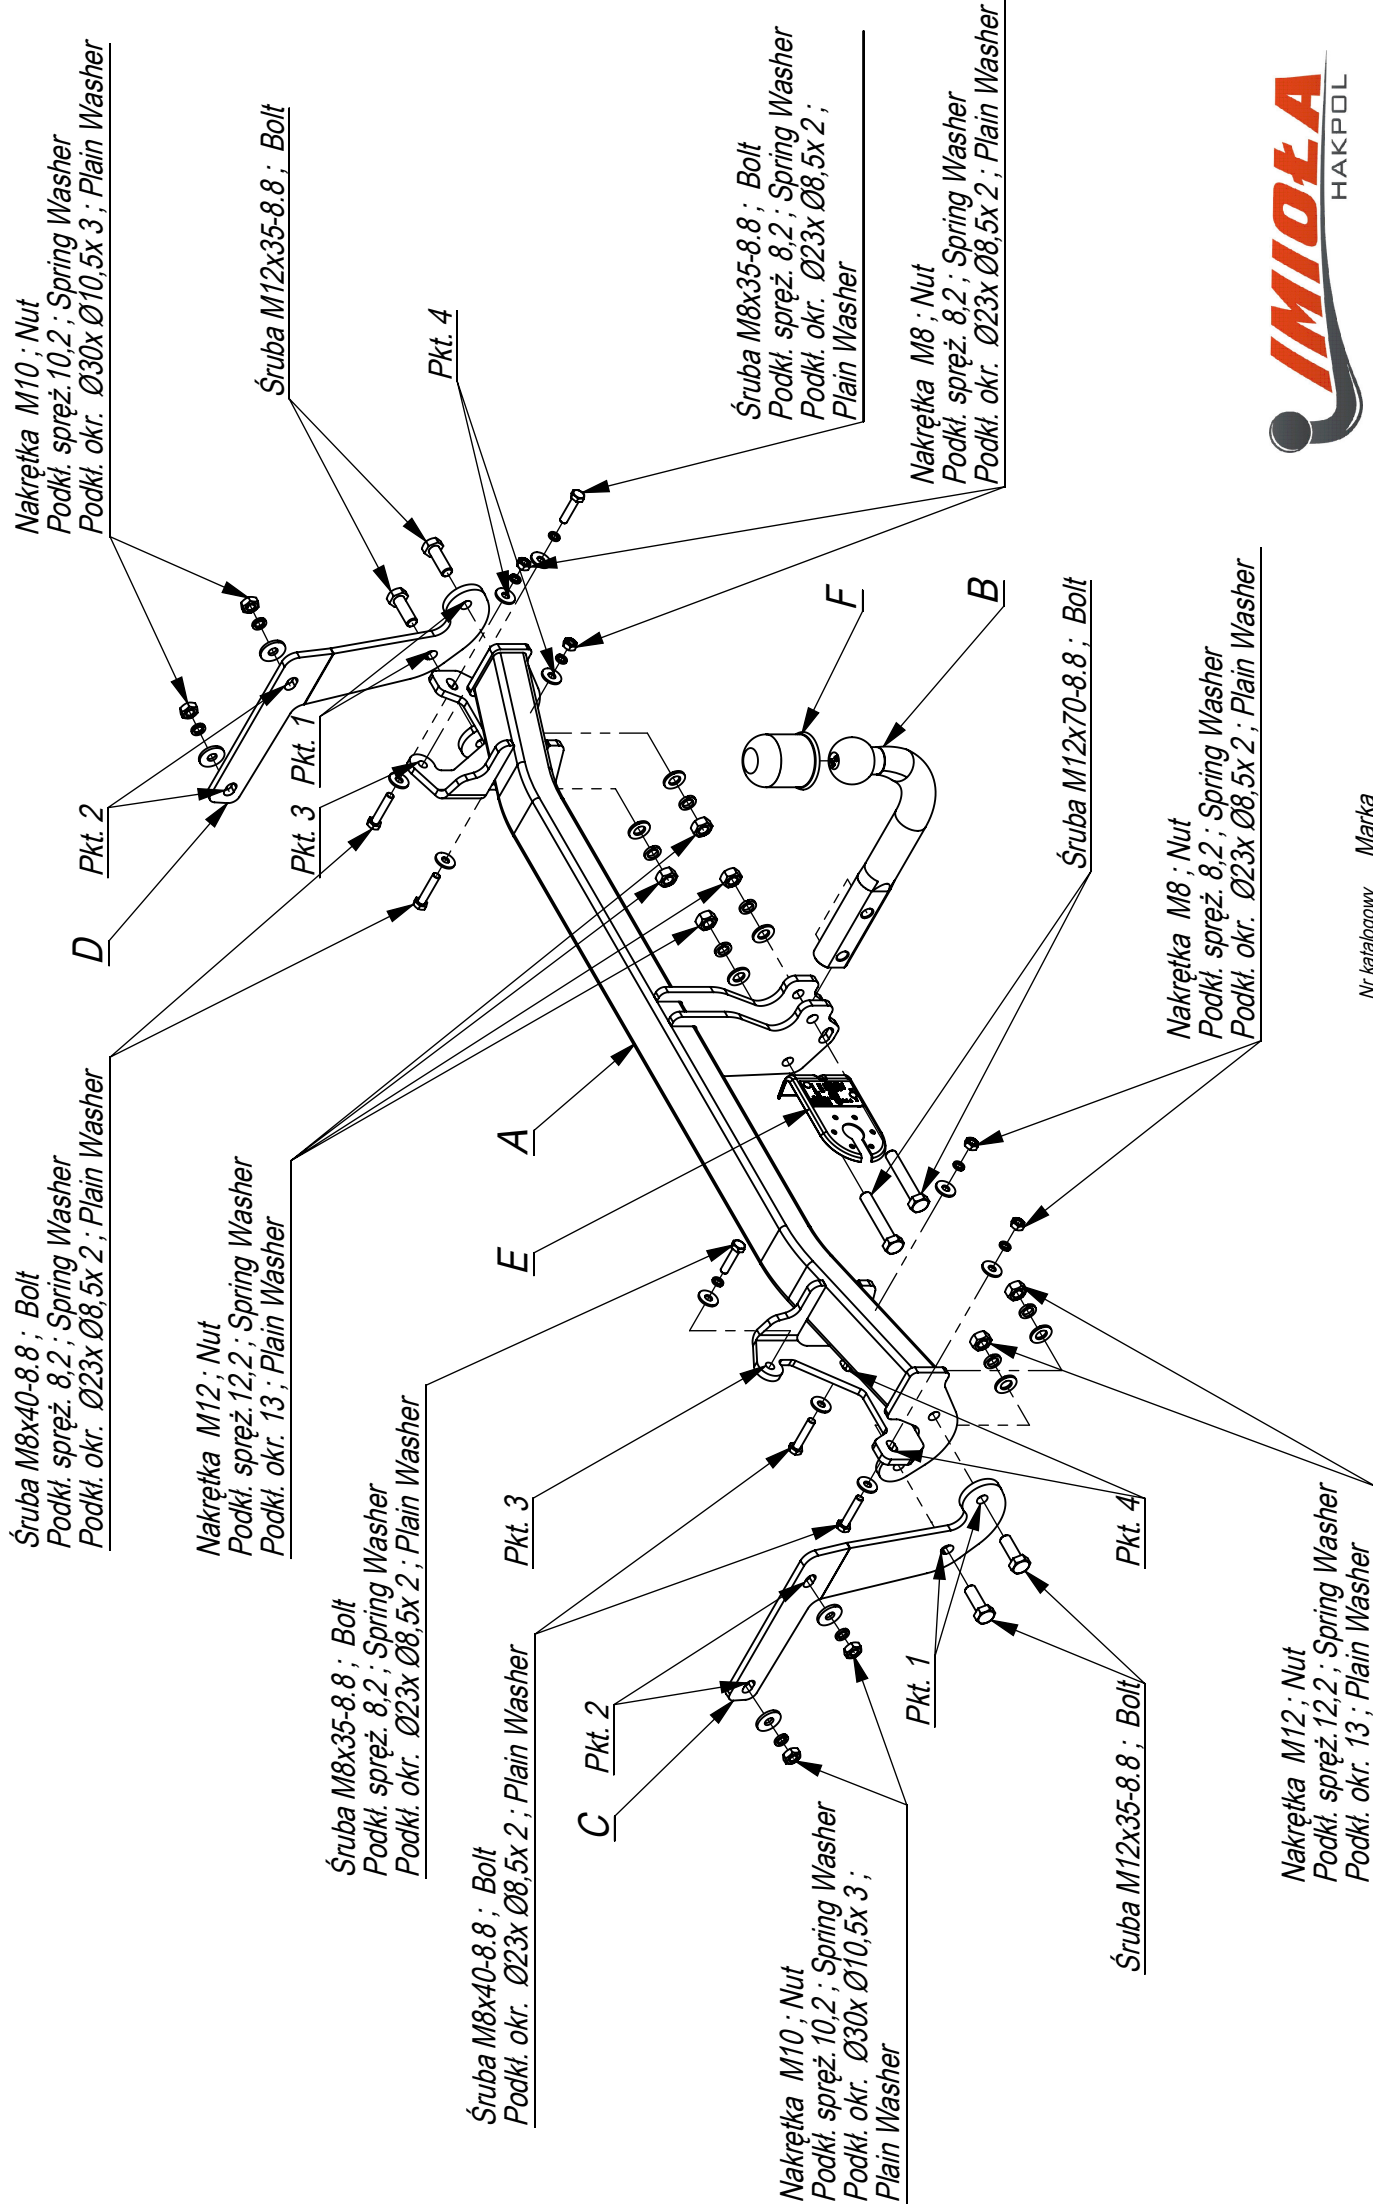 Śruba M8x40-8.8 ; Bolt
Podkł. spręż. 8,2 ; Spring Washer
Podkł. okr. Ø23x Ø8,5x 2 ; Plain Washer
Nakrętka M10 ; Nut
Podkł. spręż.10,2 ; Spring Washer
Podkł. okr. Ø30x Ø10,5x 3 ; Plain Washer
D
Pkt. 2
Nakrętka M12 ; Nut
Podkł. spręż.12,2 ; Spring Washer
Podkł. okr. 13 ; Plain Washer
Śruba M12x35-8.8 ; Bolt
Pkt. 3
Pkt. 1
Śruba M8x35-8.8 ; Bolt
Podkł. spręż. 8,2 ; Spring Washer
Podkł. okr. Ø23x Ø8,5x 2 ; Plain Washer
Pkt. 4
Śruba M8x40-8.8 ; Bolt
Podkł. okr. Ø23x Ø8,5x 2 ; Plain Washer
Pkt. 3
E
A
C
Pkt. 2
Śruba M8x35-8.8 ; Bolt
Podkł. spręż. 8,2 ; Spring Washer
Podkł. okr. Ø23x Ø8,5x 2 ;
Plain Washer
Nakrętka M10 ; Nut
Podkł. spręż.10,2 ; Spring Washer
Podkł. okr. Ø30x Ø10,5x 3 ;
Plain Washer
Pkt. 1
F
B
Nakrętka M8 ; Nut
Podkł. spręż. 8,2 ; Spring Washer
Podkł. okr. Ø23x Ø8,5x 2 ; Plain Washer
Śruba M12x35-8.8 ; Bolt
Pkt. 4
Śruba M12x70-8.8 ; Bolt
Nakrętka M8 ; Nut
Podkł. spręż. 8,2 ; Spring Washer
Podkł. okr. Ø23x Ø8,5x 2 ; Plain Washer
Nakrętka M12 ; Nut
Podkł. spręż.12,2 ; Spring Washer
Podkł. okr. 13 ; Plain Washer
IMIOŁA
HAKPOL
Nr katalogowy Marka